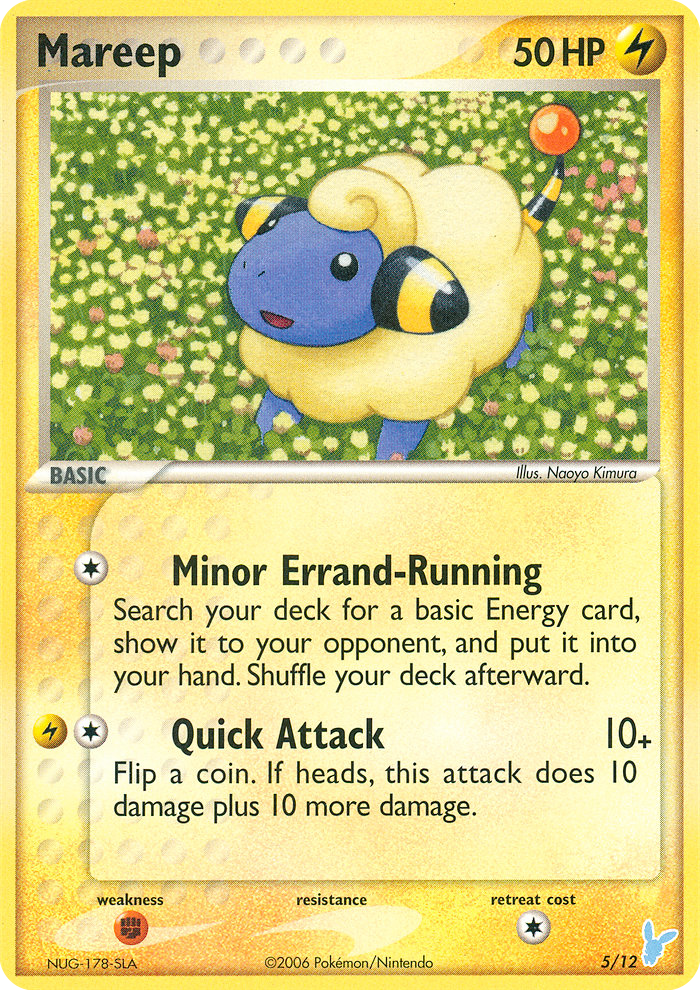 Mareep 50 HP
BASIC
Illus. Naoyo Kimura
Minor Errand-Running
Search your deck for a basic Energy card,
show it to your opponent, and put it into
your hand. Shuffle your deck afterward.
Quick Attack 10+
Flip a coin. If heads, this attack does 10
damage plus 10 more damage.
weakness resistance retreat cost
NUG-178-SLA ©2006 Pokémon/Nintendo 5/12